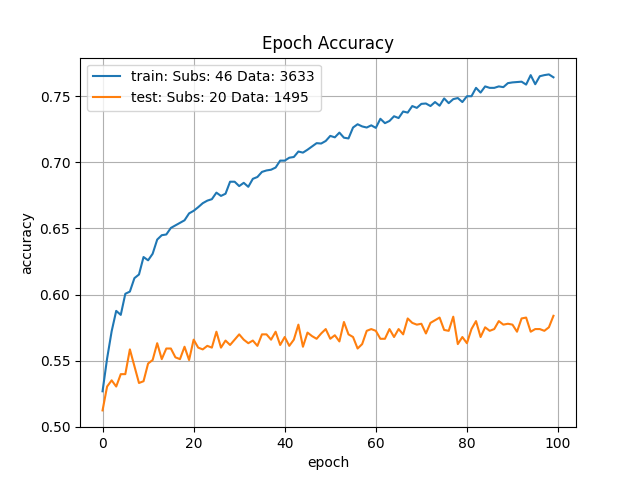 Epoch Accuracy
train: Subs: 46 Data: 3633
test: Subs: 20 Data: 1495
accuracy
0.75
0.70
0.65
0.60
0.55
0.50
0 20 40 60 80 100
epoch